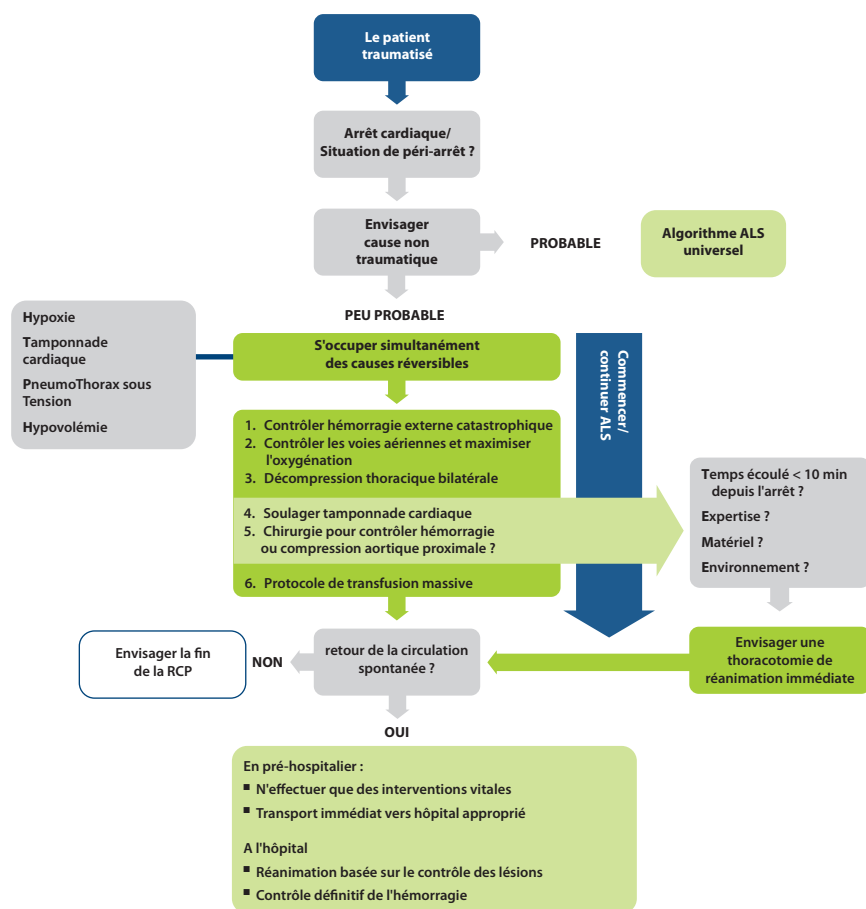 Le patient
traumatisé
Arrêt cardiaque/
Situation de péri-arrêt ?
Envisager
cause non
traumatique
PROBABLE
Algorithme ALS
universel
PEU PROBABLE
Hypoxie
Tamponnade
cardiaque
PneumoThorax sous
Tension
Hypovolémie
S'occuper simultanément
des causes réversibles
Commencer/
continuer ALS
1. Contrôler hémorragie externe catastrophique
2. Contrôler les voies aériennes et maximiser
l'oxygénation
3. Décompression thoracique bilatérale
4. Soulager tamponnade cardiaque
5. Chirurgie pour contrôler hémorragie
ou compression aortique proximale ?
6. Protocole de transfusion massive
Temps écoulé < 10 min
depuis l'arrêt ?
Expertise ?
Matériel ?
Environnement ?
Envisager une
thoracotomie de
réanimation immédiate
retour de la circulation
spontanée ?
NON
Envisager la fin
de la RCP
OUI
En pré-hospitalier :
▪ N'effectuer que des interventions vitales
▪ Transport immédiat vers hôpital approprié
A l'hôpital
▪ Réanimation basée sur le contrôle des lésions
▪ Contrôle définitif de l'hémorragie